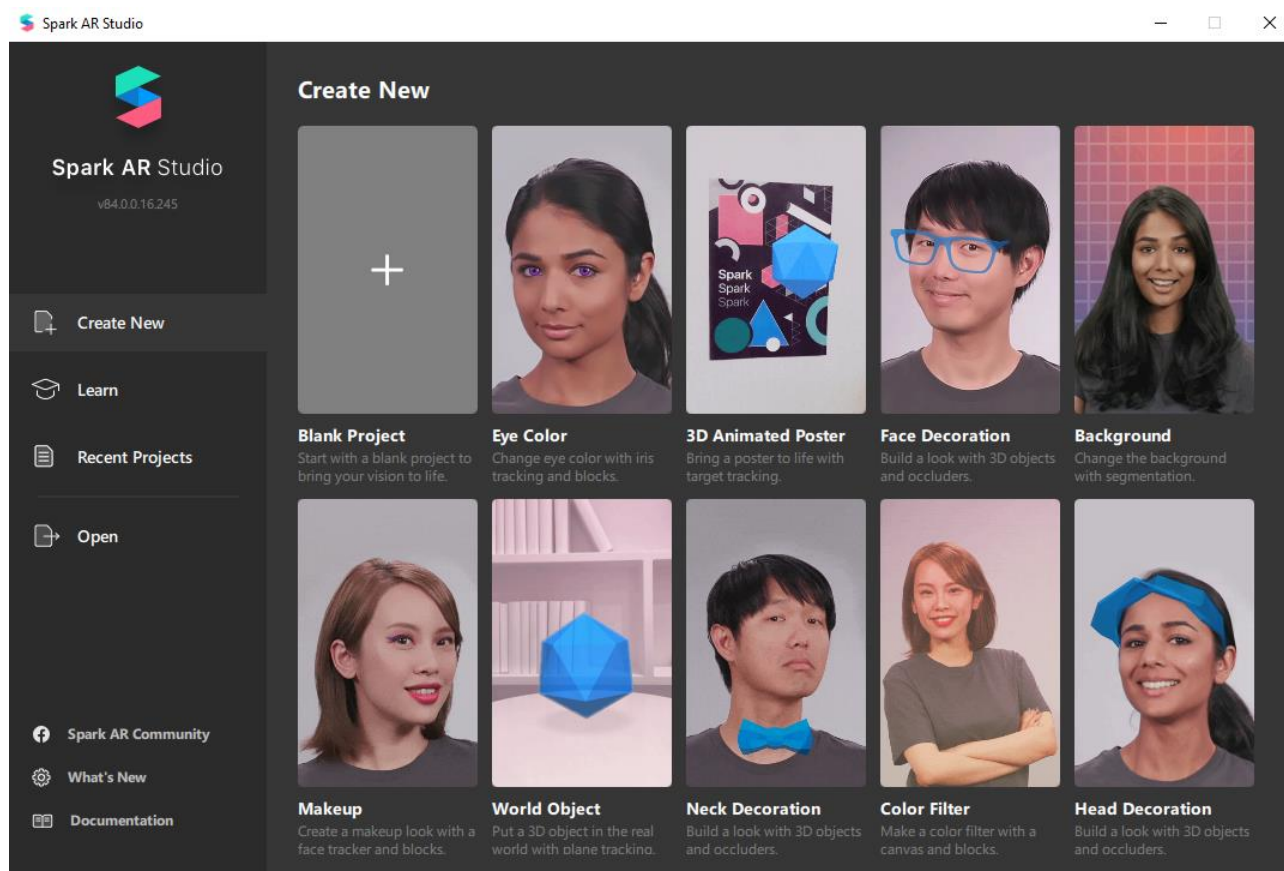 Spark AR Studio
Spark AR Studio
v84.0.0.16.245
Create New
Learn
Recent Projects
Open
Spark AR Community
What's New
Documentation
Create New
Spark
Spark
Spark
Blank Project
Start with a blank project to
bring your vision to life.
Eye Color
Change eye color with iris
tracking and blocks.
3D Animated Poster
Bring a poster to life with
target tracking.
Face Decoration
Build a look with 3D objects
and occluders.
Background
Change the background
with segmentation.
Makeup
Create a makeup look with a
face tracker and blocks.
World Object
Put a 3D object in the real
world with plane tracking.
Neck Decoration
Build a look with 3D objects
and occluders.
Color Filter
Make a color filter with a
canvas and blocks.
Head Decoration
Build a look with 3D objects
and occluders.